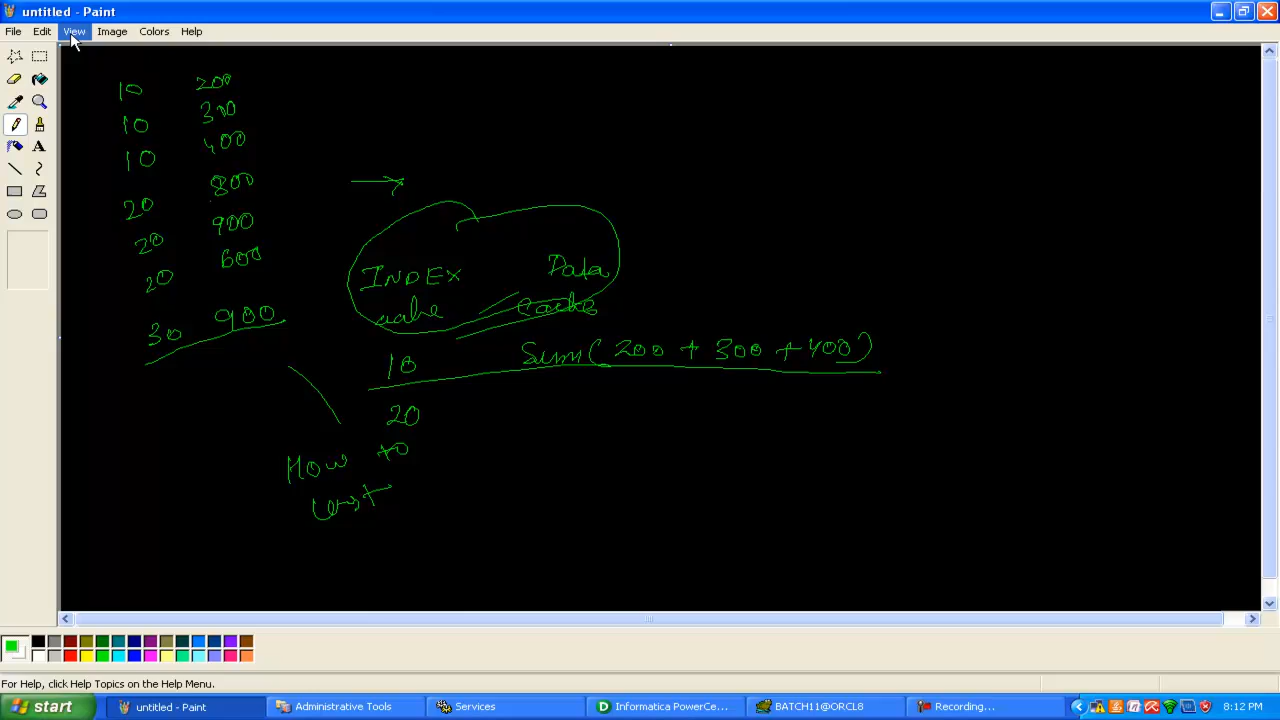 untitled - Paint
File Edit View Image Colors Help
10 200
10 300
10 400
20 800
20 900
20 600
30 900
INDEX Data
10 Sum(200 + 300 + 400)
20
How to
For Help, click Help Topics on the Help Menu.
start untitled - Paint Administrative Tools Services Informatica PowerCe... BATCH11@ORCL8 Recording... 8:12 PM